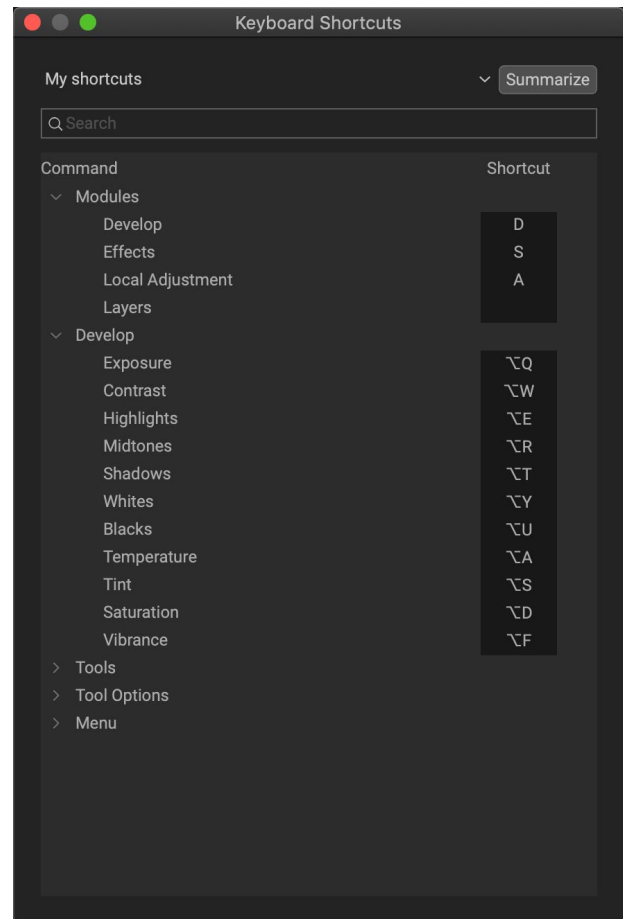 Keyboard Shortcuts
My shortcuts Summarize
Search
Command Shortcut
Modules
Develop D
Effects S
Local Adjustment A
Layers
Develop
Exposure ⌥Q
Contrast ⌥W
Highlights ⌥E
Midtones ⌥R
Shadows ⌥T
Whites ⌥Y
Blacks ⌥U
Temperature ⌥A
Tint ⌥S
Saturation ⌥D
Vibrance ⌥F
Tools
Tool Options
Menu